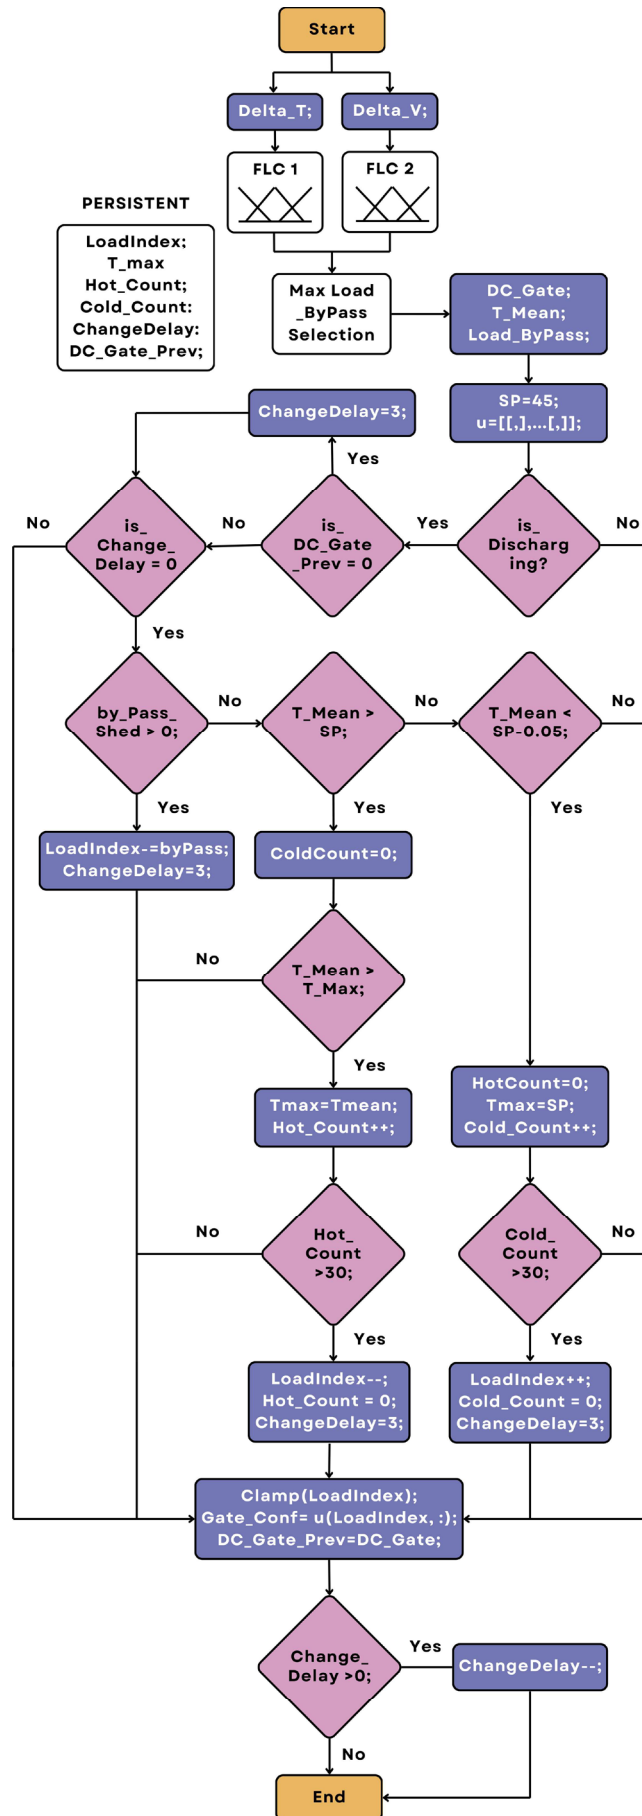 Start
Delta_T;
Delta_V;
FLC 1
FLC 2
PERSISTENT
LoadIndex;
T_max
Hot_Count;
Cold_Count:
ChangeDelay:
DC_Gate_Prev;
Max Load
_ByPass
Selection
DC_Gate;
T_Mean;
Load_ByPass;
SP=45;
u=[[,],...[,]];
ChangeDelay=3;
Yes
No
is_
Change_
Delay = 0
No
is_
DC_Gate
_Prev = 0
Yes
is_
Discharg
ing?
No
Yes
by_Pass_
Shed > 0;
No
T_Mean >
SP;
No
T_Mean <
SP-0.05;
No
Yes
Yes
Yes
LoadIndex-=byPass;
ChangeDelay=3;
ColdCount=0;
No
T_Mean >
T_Max;
Yes
Tmax=Tmean;
Hot_Count++;
HotCount=0;
Tmax=SP;
Cold_Count++;
No
Hot_
Count
>30;
Cold_
Count
>30;
No
Yes
Yes
LoadIndex--;
Hot_Count = 0;
ChangeDelay=3;
LoadIndex++;
Cold_Count = 0;
ChangeDelay=3;
Clamp(LoadIndex);
Gate_Conf= u(LoadIndex, :);
DC_Gate_Prev=DC_Gate;
Change_
Delay >0;
Yes
ChangeDelay--;
No
End